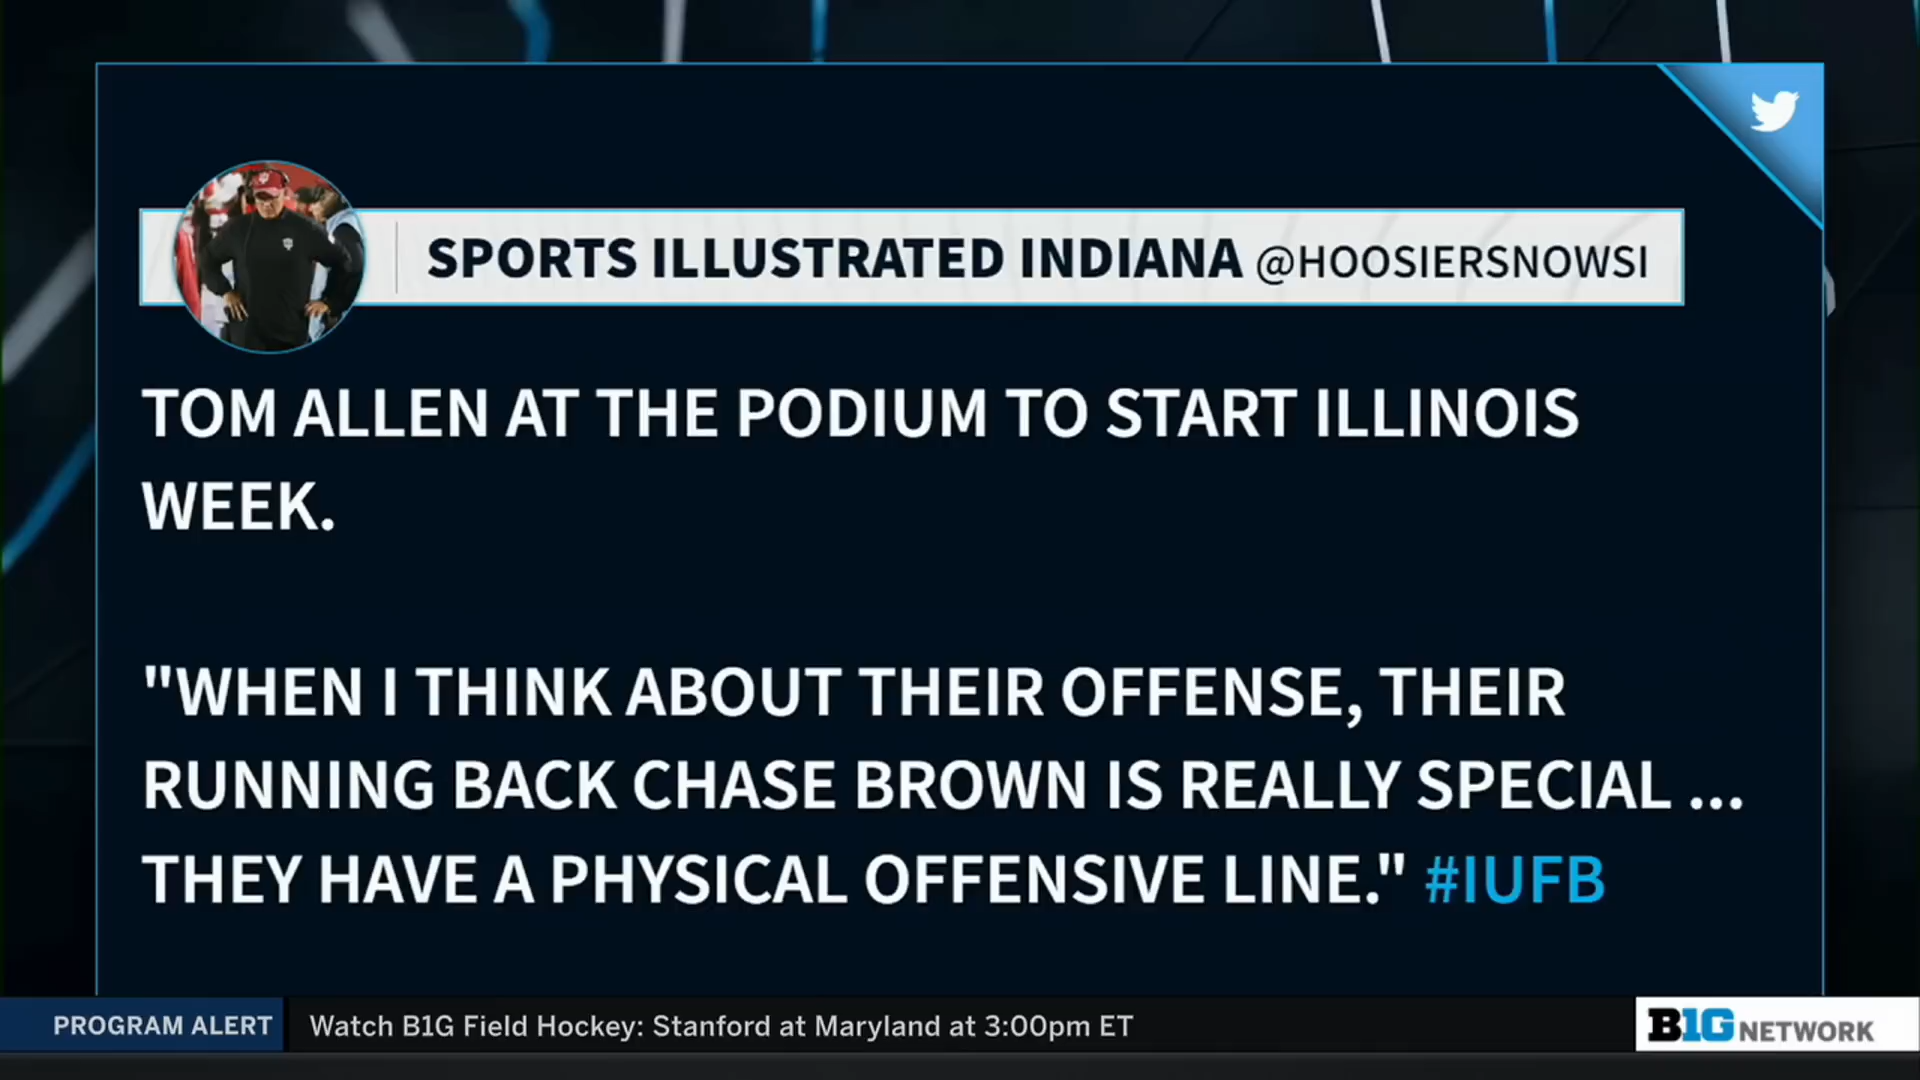 SPORTS ILLUSTRATED INDIANA @HOOSIERSNOWSI
TOM ALLEN AT THE PODIUM TO START ILLINOIS
WEEK.
"WHEN I THINK ABOUT THEIR OFFENSE, THEIR
RUNNING BACK CHASE BROWN IS REALLY SPECIAL ...
THEY HAVE A PHYSICAL OFFENSIVE LINE." #IUFB
PROGRAM ALERT Watch B1G Field Hockey: Stanford at Maryland at 3:00pm ET B1G NETWORK